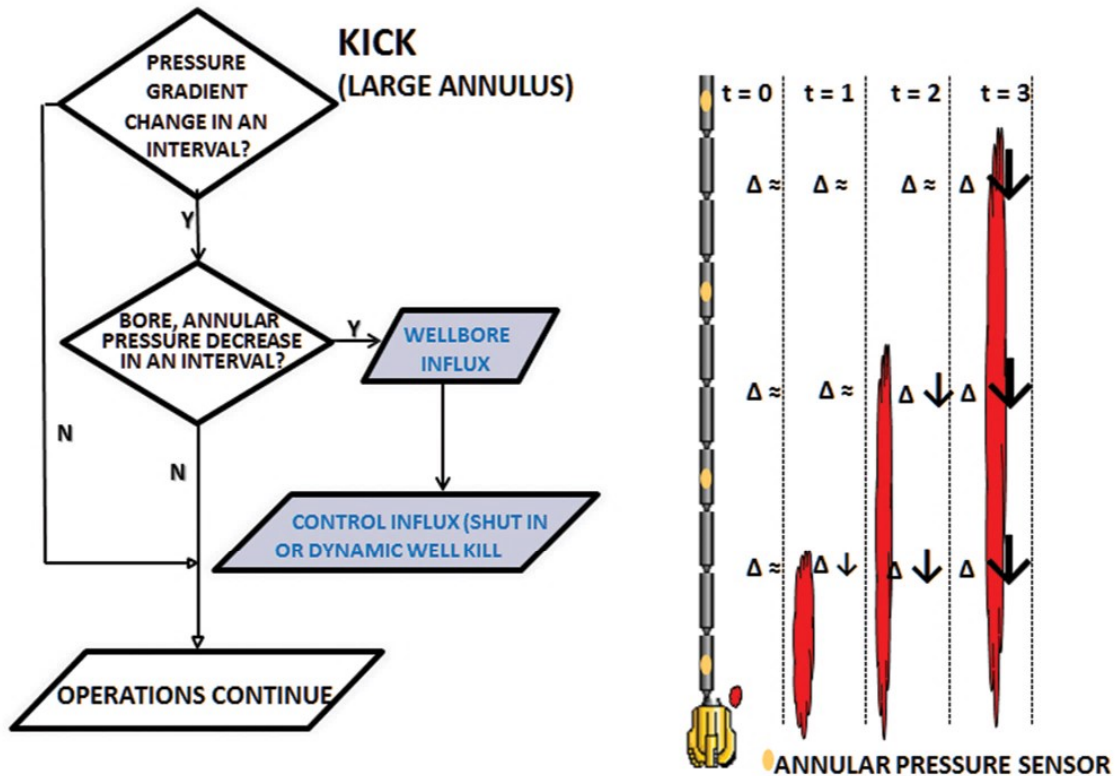 KICK
(LARGE ANNULUS)
PRESSURE
GRADIENT
CHANGE IN AN
INTERVAL?
Y
BORE, ANNULAR
PRESSURE DECREASE
IN AN INTERVAL?
Y
WELLBORE
INFLUX
N
N
CONTROL INFLUX (SHUT IN
OR DYNAMIC WELL KILL
OPERATIONS CONTINUE
t = 0 t = 1 t = 2 t = 3
Δ ≈ Δ ≈ Δ ≈ Δ ↓
Δ ≈ Δ ≈ Δ ↓ Δ ↓
Δ ≈ Δ ↓ Δ ↓ Δ ↓
ANNULAR PRESSURE SENSOR